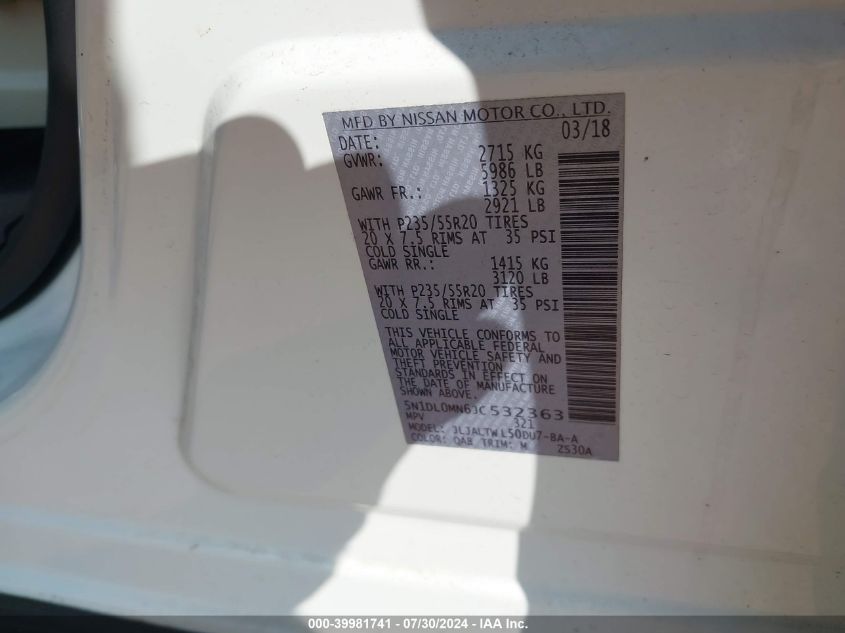 MFD BY NISSAN MOTOR CO., LTD.
DATE: 03/18
GVWR: 2715 KG
5986 LB
GAWR FR.: 1325 KG
2921 LB
WITH P235/55R20 TIRES
20 X 7.5 RIMS AT 35 PSI
COLD SINGLE
GAWR RR.: 1415 KG
3120 LB
WITH P235/55R20 TIRES
20 X 7.5 RIMS AT 35 PSI
COLD SINGLE
THIS VEHICLE CONFORMS TO
ALL APPLICABLE FEDERAL
MOTOR VEHICLE SAFETY AND
THEFT PREVENTION
STANDARDS IN EFFECT ON
THE DATE OF MANUFACTURE
SHOWN ABOVE.
5N1DL0MN6JC532363
MPV 321
MODEL: JLJALTWL50DU7-BA-A
COLOR: QAB TRIM: W 2S30A
000-39981741 - 07/30/2024 - IAA Inc.